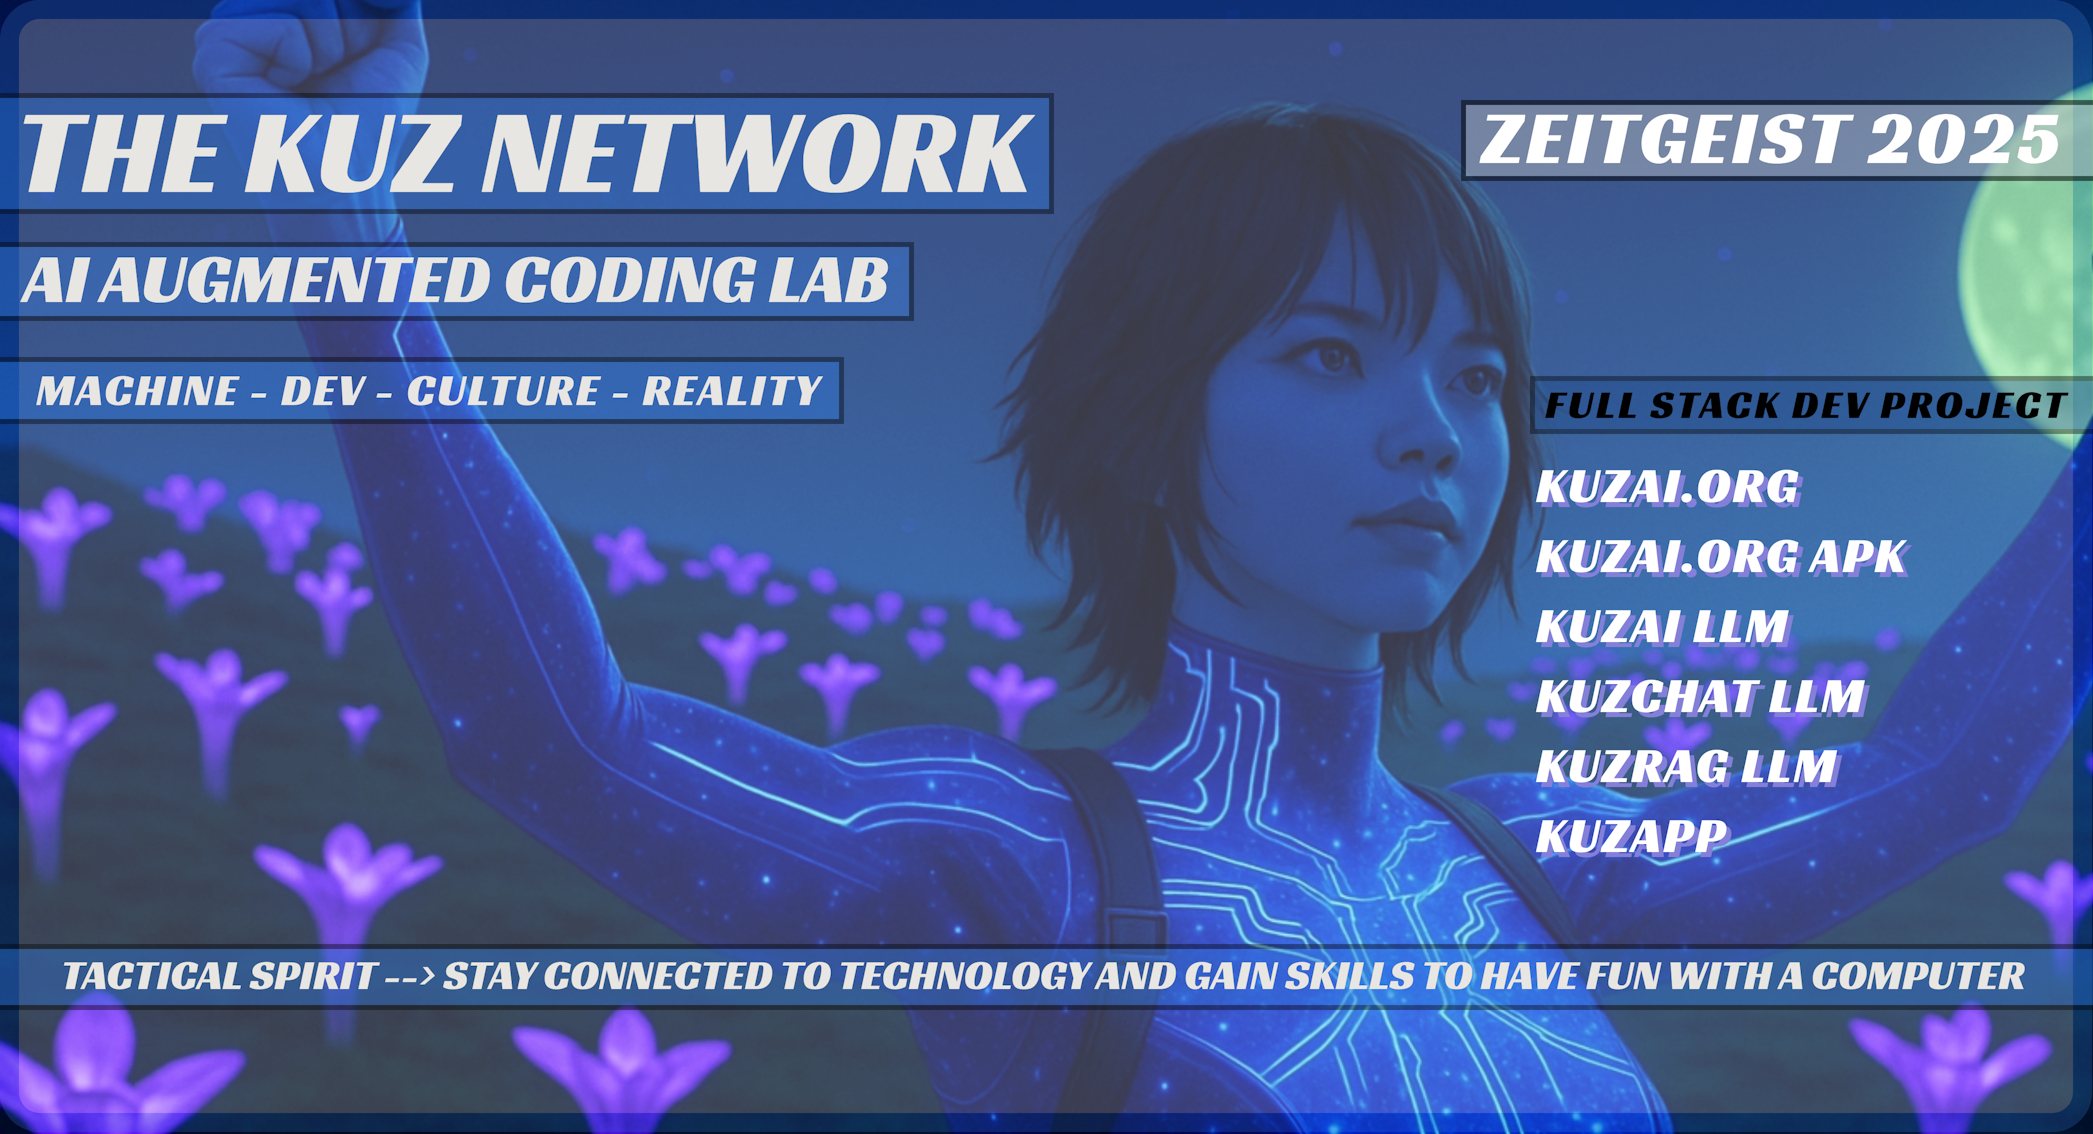 THE KUZ NETWORK
ZEITGEIST 2025
AI AUGMENTED CODING LAB
MACHINE - DEV - CULTURE - REALITY
FULL STACK DEV PROJECT
KUZAI.ORG
KUZAI.ORG APK
KUZAI LLM
KUZCHAT LLM
KUZRAG LLM
KUZAPP
TACTICAL SPIRIT --> STAY CONNECTED TO TECHNOLOGY AND GAIN SKILLS TO HAVE FUN WITH A COMPUTER